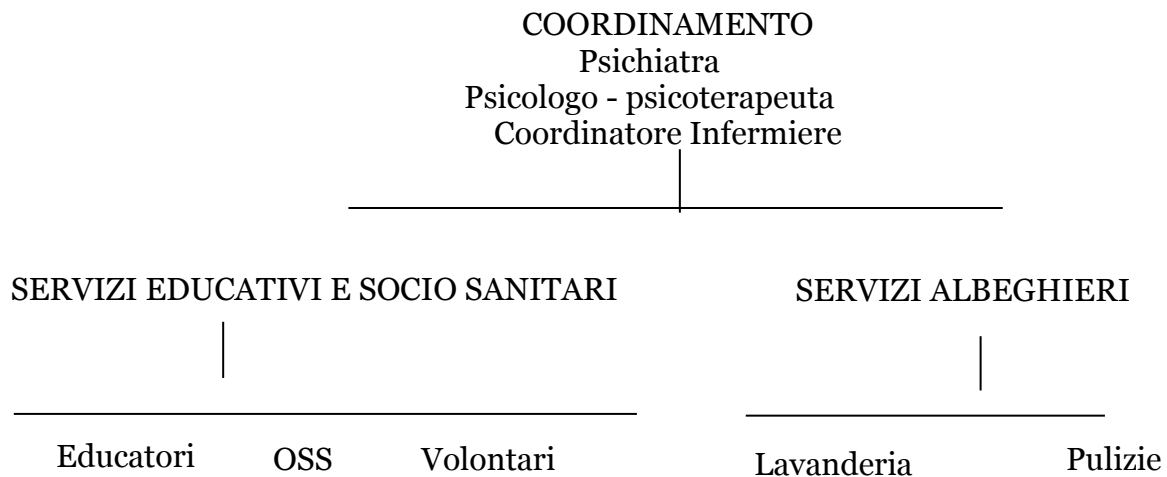 COORDINAMENTO
Psichiatra
Psicologo - psicoterapeuta
Coordinatore Infermiere
SERVIZI EDUCATIVI E SOCIO SANITARI
SERVIZI ALBEGHIERI
Educatori OSS Volontari
Lavanderia Pulizie